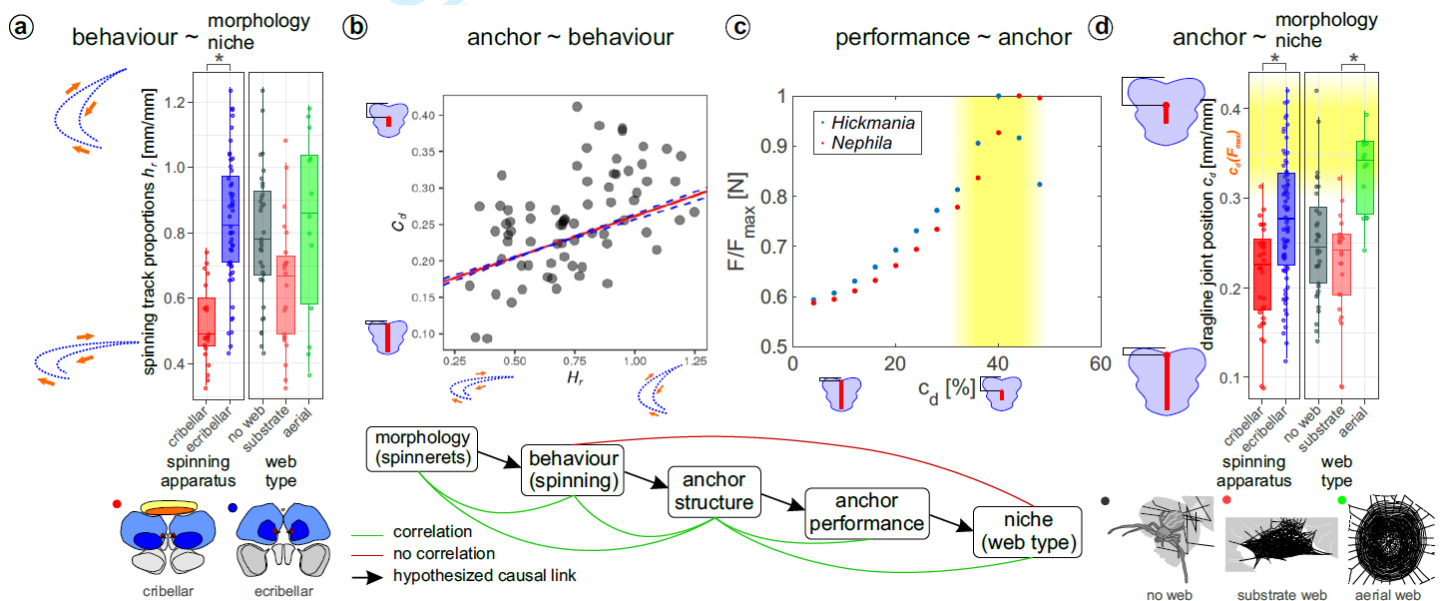 a
behaviour ~ morphology
niche
*
spinning track proportions hr [mm/mm]
1.2
1.0
0.8
0.6
0.4
cribellar
ecribellar
no web
substrate
aerial
spinning
apparatus
web
type
cribellar
ecribellar
b
anchor ~ behaviour
Cd
0.40
0.35
0.30
0.25
0.20
0.15
0.10
0.25
0.50
0.75
1.00
1.25
Hr
c
performance ~ anchor
Hickmania
Nephila
F/Fmax [N]
1
0.9
0.8
0.7
0.6
0.5
0
20
40
60
cd [%]
d
anchor ~ morphology
niche
*
*
dragline joint position cd [mm/mm]
cd(Fmax)
0.4
0.3
0.2
0.1
cribellar
ecribellar
no web
substrate
aerial
spinning
apparatus
web
type
no web
substrate web
aerial web
morphology
(spinnerets)
behaviour
(spinning)
anchor
structure
anchor
performance
niche
(web type)
correlation
no correlation
hypothesized causal link